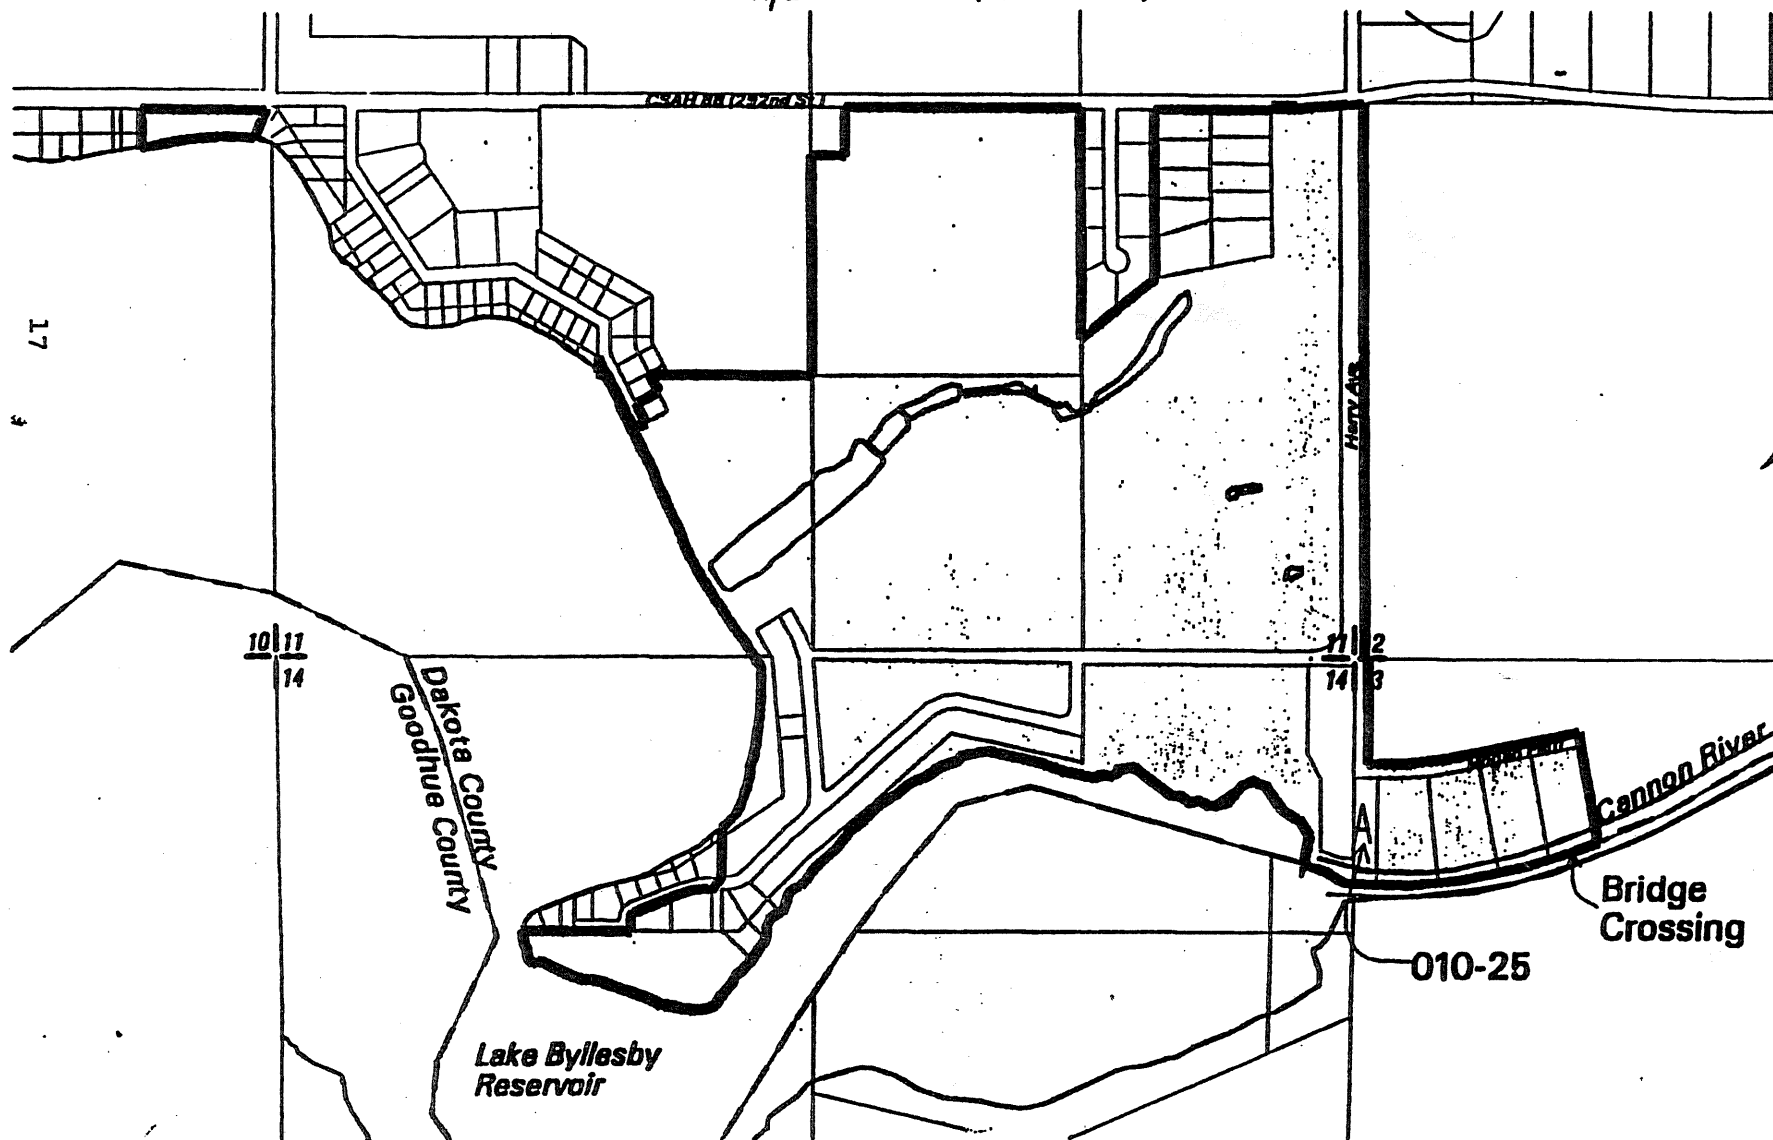 CSAH 88 (292nd St.)
17
Harry Ave
10 11
14
11 2
14 3
Dakota County
Goodhue County
Cannon River
A
Bridge
Crossing
010-25
Lake Byllesby
Reservoir